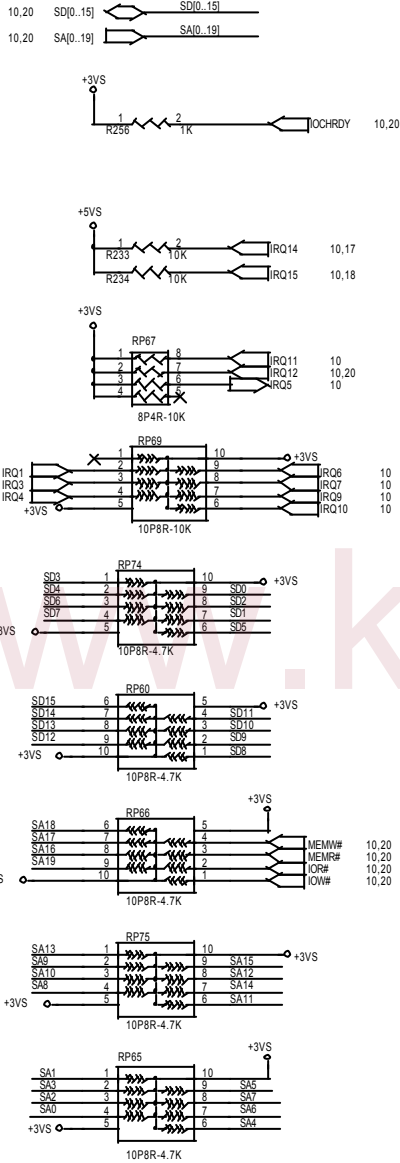 10,20 SD[0..15] SD[0..15]
10,20 SA[0..19] SA[0..19]
+3VS
1 2
R256 1K IOCHRDY 10,20
+5VS
1 2 IRQ14 10,17
R233 10K
1 2 IRQ15 10,18
R234 10K
+3VS
RP67
1 8 IRQ11 10
2 7 IRQ12 10,20
3 6 IRQ5 10
4 5
8P4R-10K
RP69
1 10 +3VS
IRQ1 2 9 IRQ6 10
IRQ3 3 8 IRQ7 10
IRQ4 4 7 IRQ9 10
+3VS 5 6 IRQ10 10
10P8R-10K
RP74
SD3 1 10 +3VS
SD4 2 9 SD0
SD6 3 8 SD2
SD7 4 7 SD1
5 6 SD5
10P8R-4.7K
RP60
SD15 6 5 +3VS
SD14 7 4 SD11
SD13 8 3 SD10
SD12 9 2 SD9
+3VS 10 1 SD8
10P8R-4.7K
+3VS
RP66
SA18 6 5
SA17 7 4 MEMW# 10,20
SA16 8 3 MEMR# 10,20
SA19 9 2 IOR# 10,20
10 1 IOW# 10,20
10P8R-4.7K
RP75
SA13 1 10 +3VS
SA9 2 9 SA15
SA10 3 8 SA12
SA8 4 7 SA14
+3VS 5 6 SA11
10P8R-4.7K
+3VS
RP65
SA1 1 10
SA3 2 9 SA5
SA2 3 8 SA7
SA0 4 7 SA6
+3VS 5 6 SA4
10P8R-4.7K